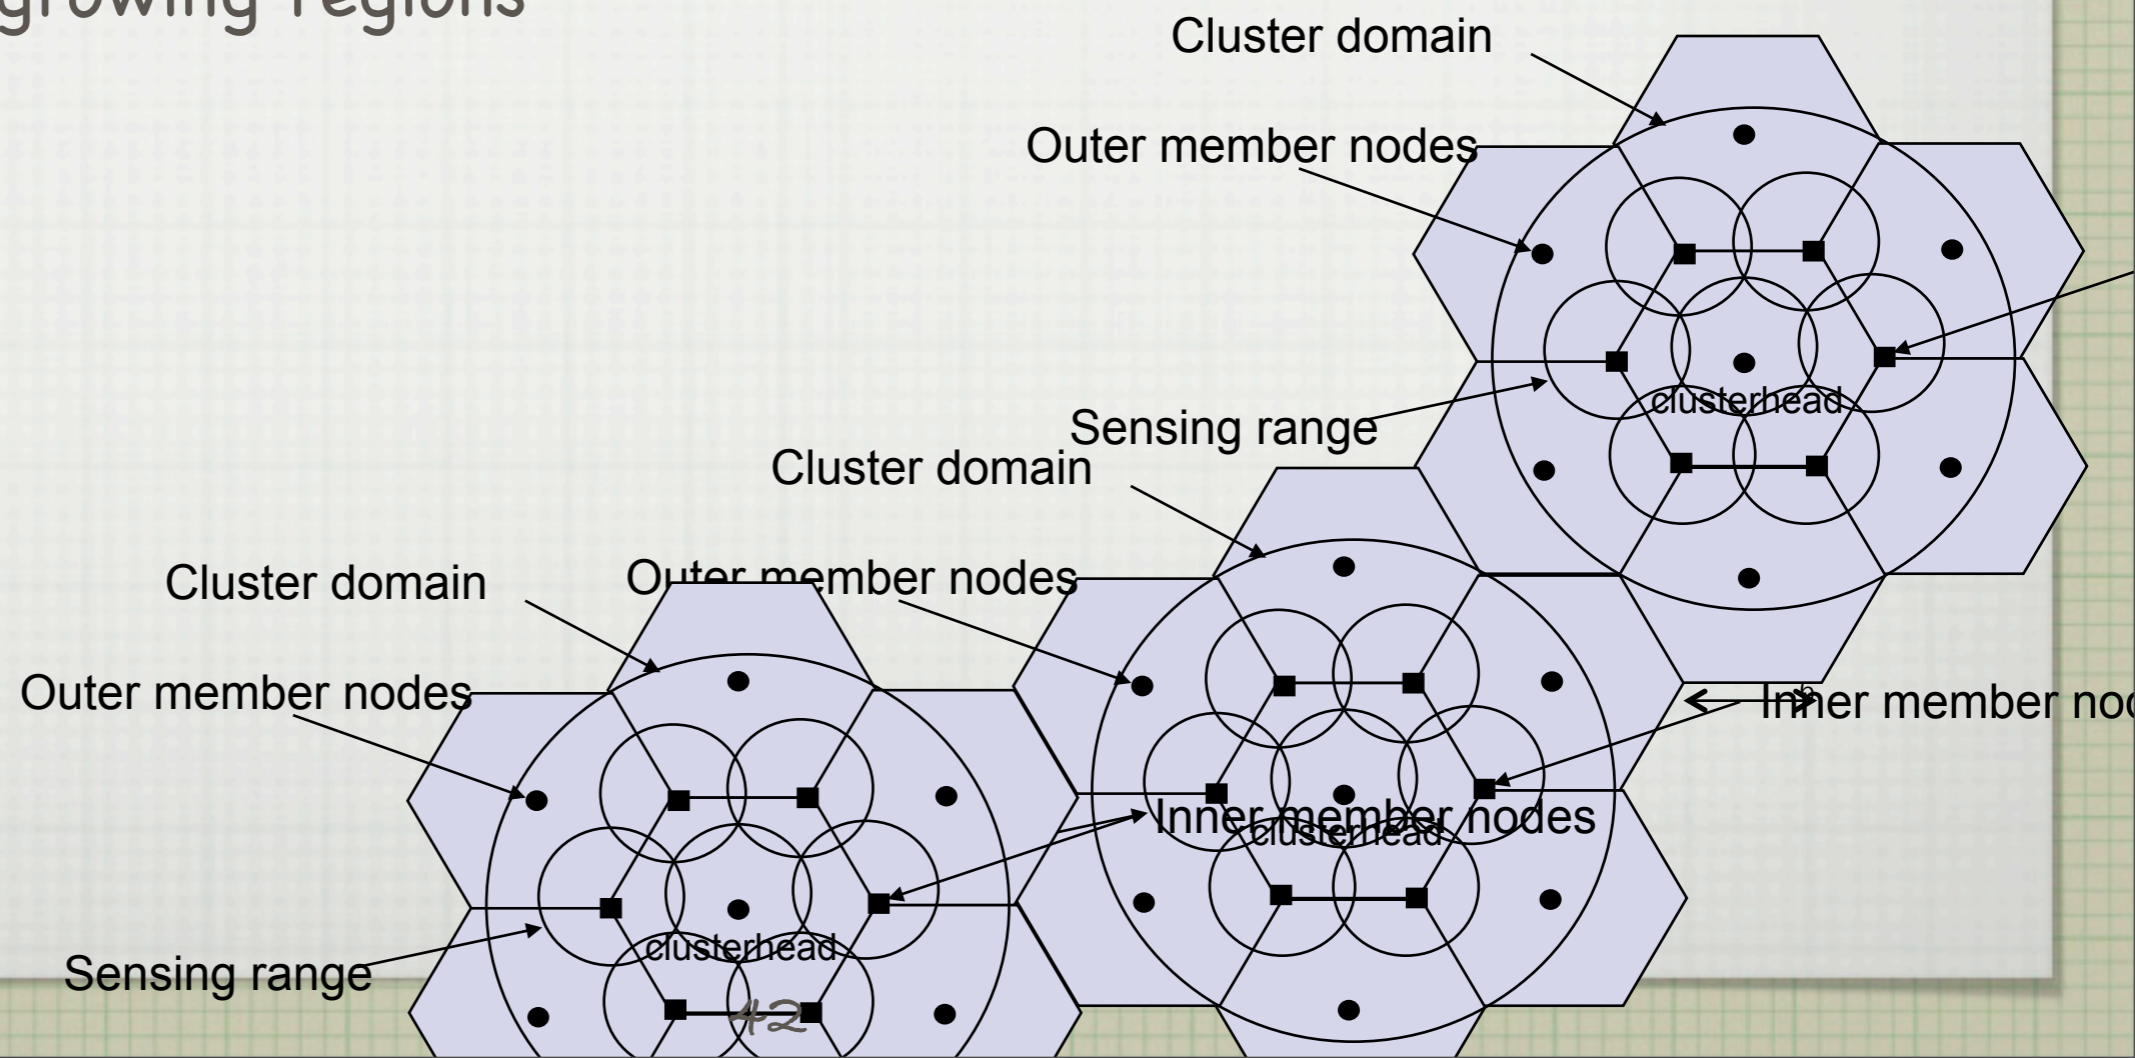 growing regions
Cluster domain
Outer member nodes
clusterhead
Sensing range
Cluster domain
Outer member nodes
Cluster domain
Outer member nodes
Inner member
Inner member nodes
clusterhead
clusterhead
Sensing range
42